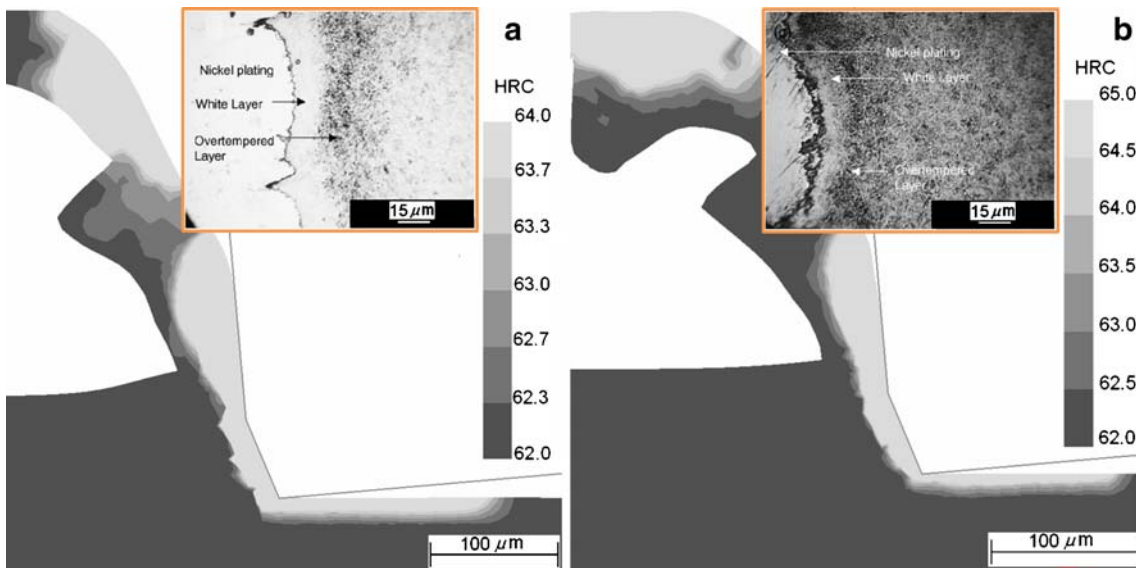 a
Nickel plating
White Layer
Overtempered
Layer
15 μm
HRC
64.0
63.7
63.3
63.0
62.7
62.3
62.0
100 μm
b
Nickel plating
White Layer
Overtempered
Layer
15 μm
HRC
65.0
64.5
64.0
63.5
63.0
62.5
62.0
100 μm